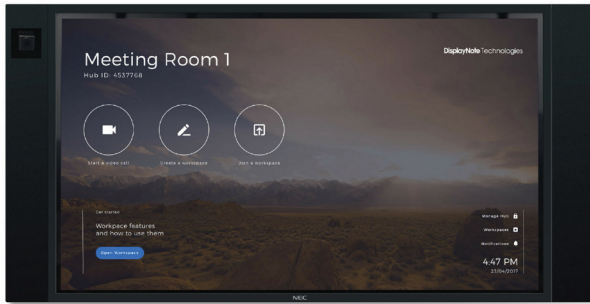 Meeting Room 1
Hub ID: 4537768
DisplayNote Technologies
Start a video call
Create a workspace
Join a workspace
Get started
Workpace features
and how to use them
Open Workspace
Manage Hub
Workspaces
Notifications
4:47 PM
23/04/2017
NEC